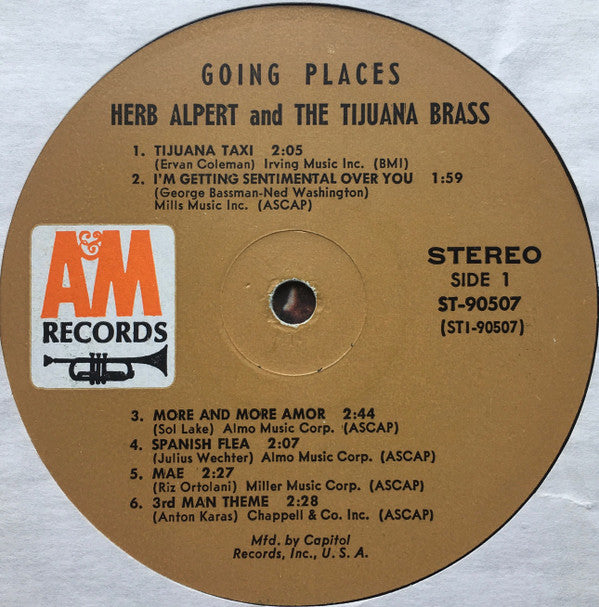 GOING PLACES
HERB ALPERT and THE TIJUANA BRASS
1. TIJUANA TAXI 2:05
(Ervan Coleman) Irving Music Inc. (BMI)
2. I'M GETTING SENTIMENTAL OVER YOU 1:59
(George Bassman-Ned Washington)
Mills Music Inc. (ASCAP)
A&M
RECORDS
STEREO
SIDE 1
ST-90507
(ST1-90507)
3. MORE AND MORE AMOR 2:44
(Sol Lake) Almo Music Corp. (ASCAP)
4. SPANISH FLEA 2:07
(Julius Wechter) Almo Music Corp. (ASCAP)
5. MAE 2:27
(Riz Ortolani) Miller Music Corp. (ASCAP)
6. 3rd MAN THEME 2:28
(Anton Karas) Chappell & Co. Inc. (ASCAP)
Mfd. by Capitol
Records, Inc., U. S. A.